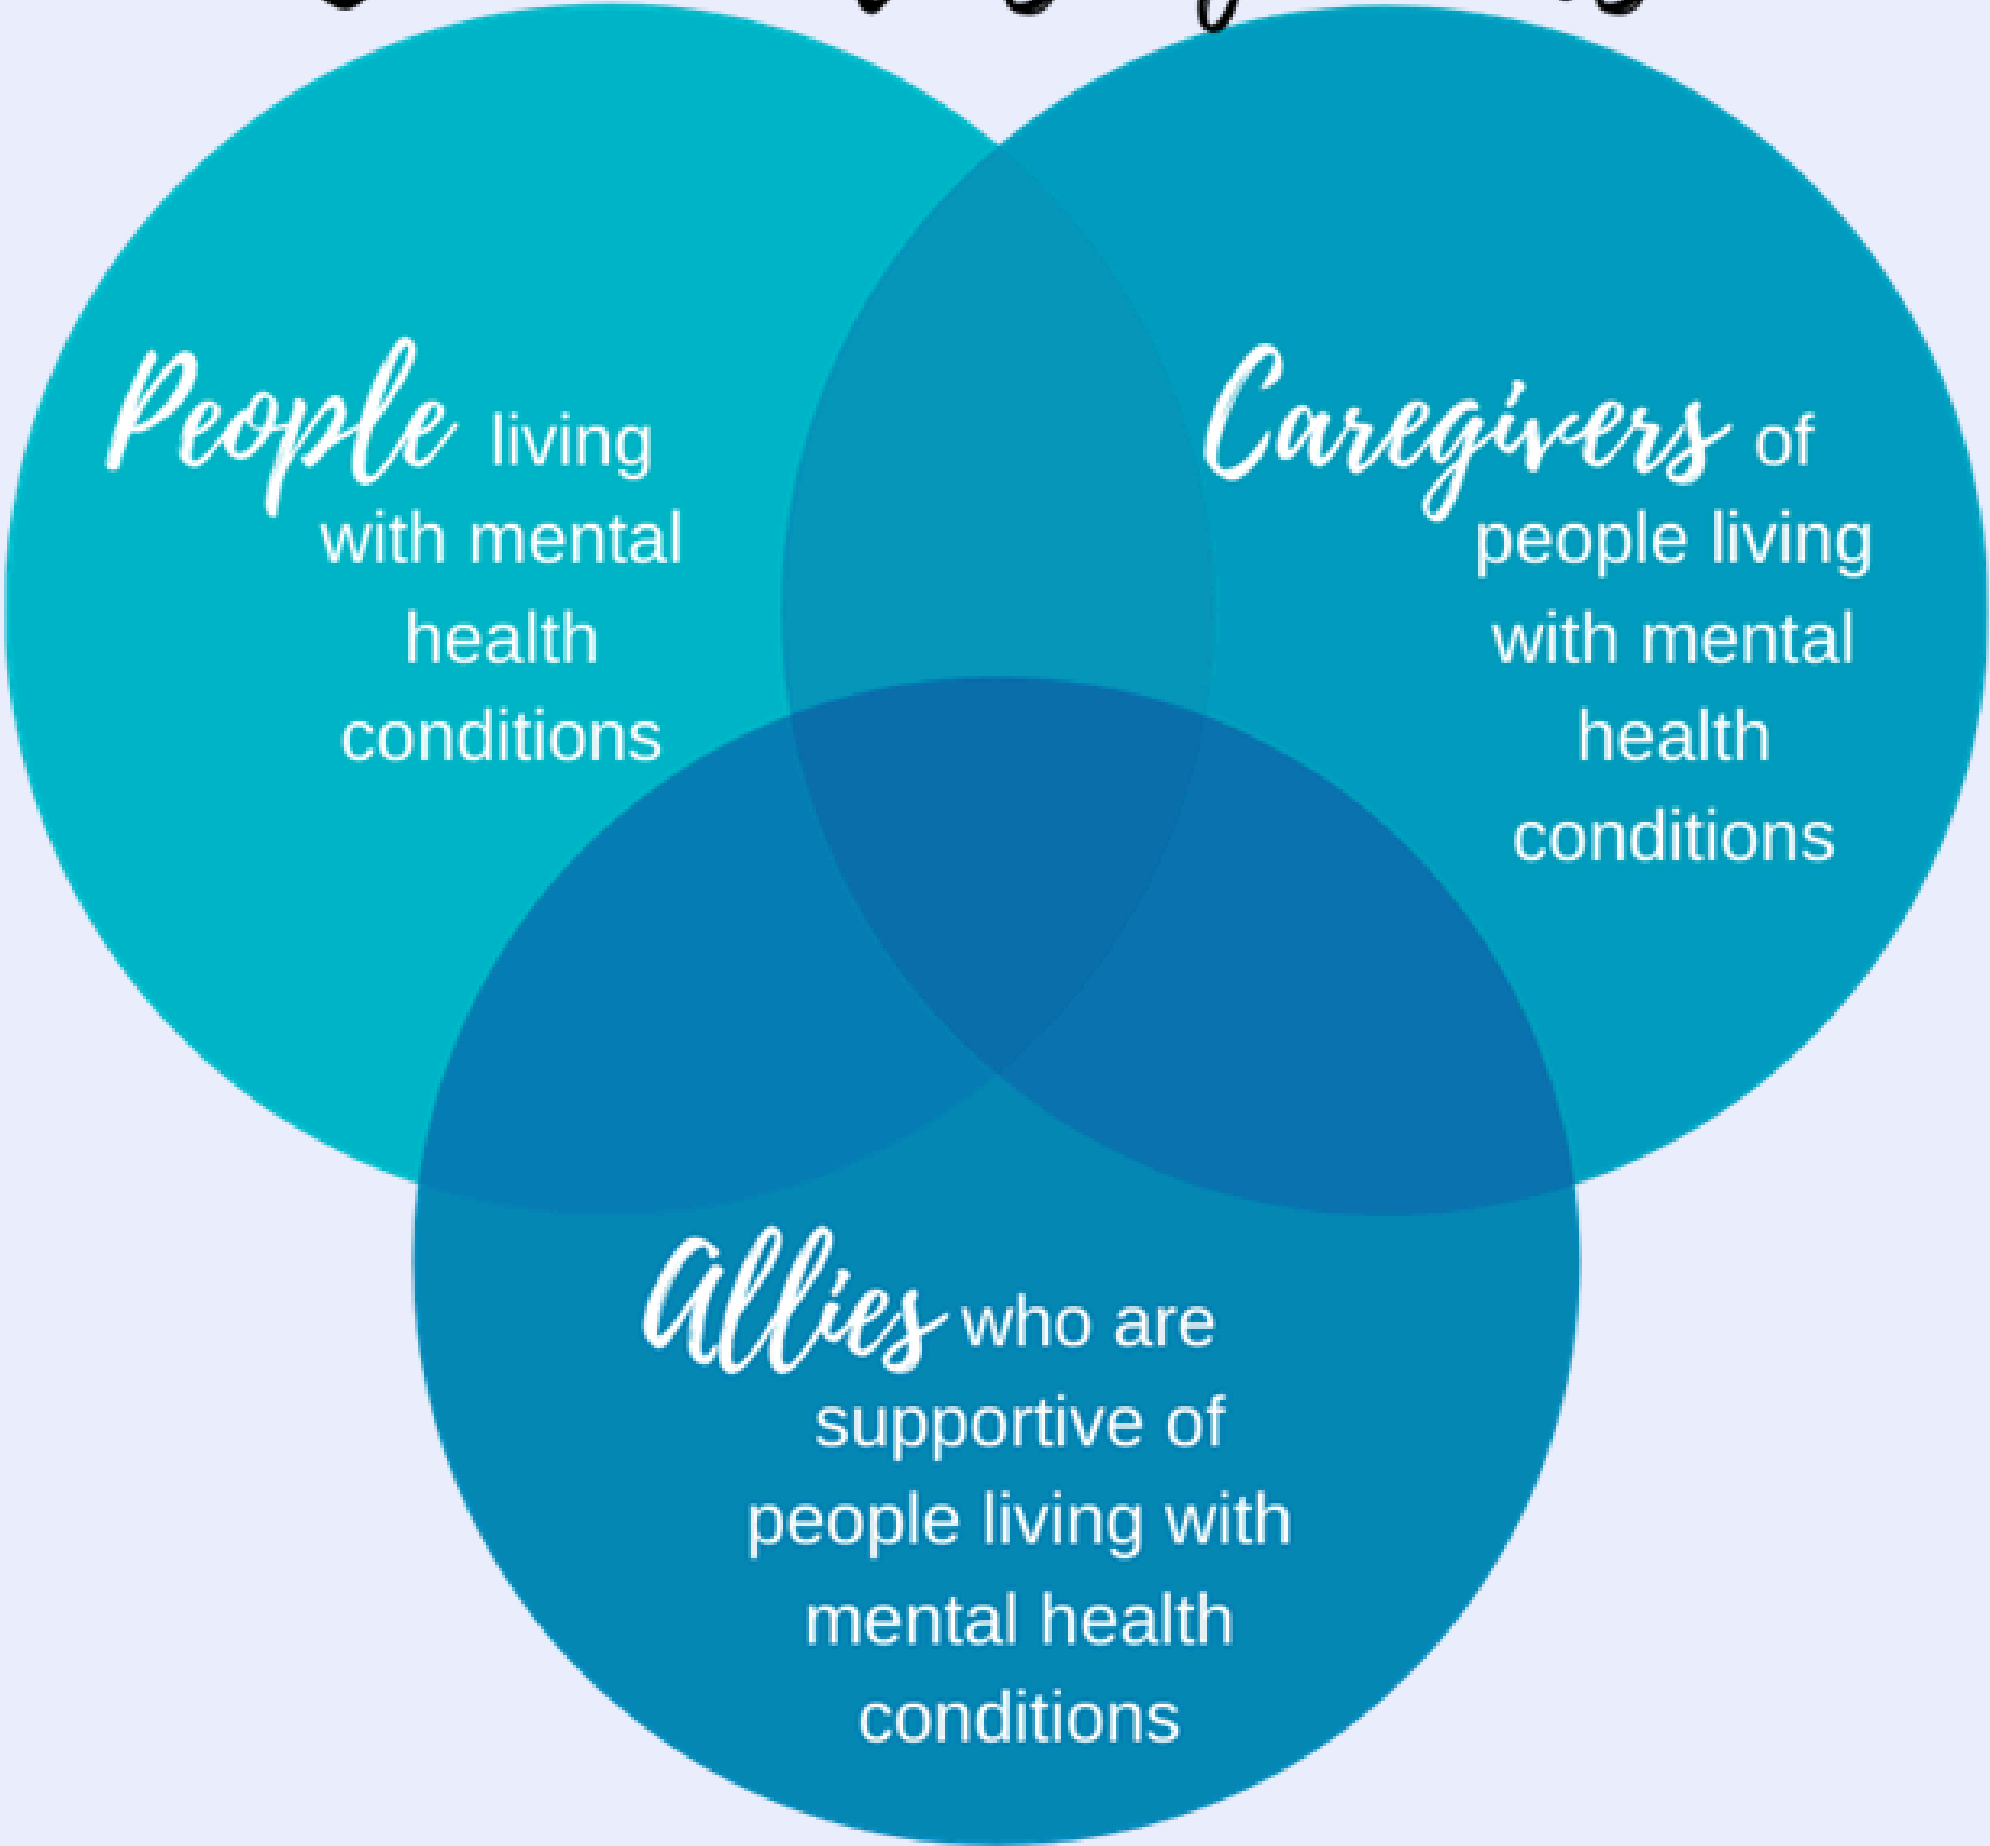 People living
with mental
health
conditions
Caregivers of
people living
with mental
health
conditions
Allies who are
supportive of
people living with
mental health
conditions